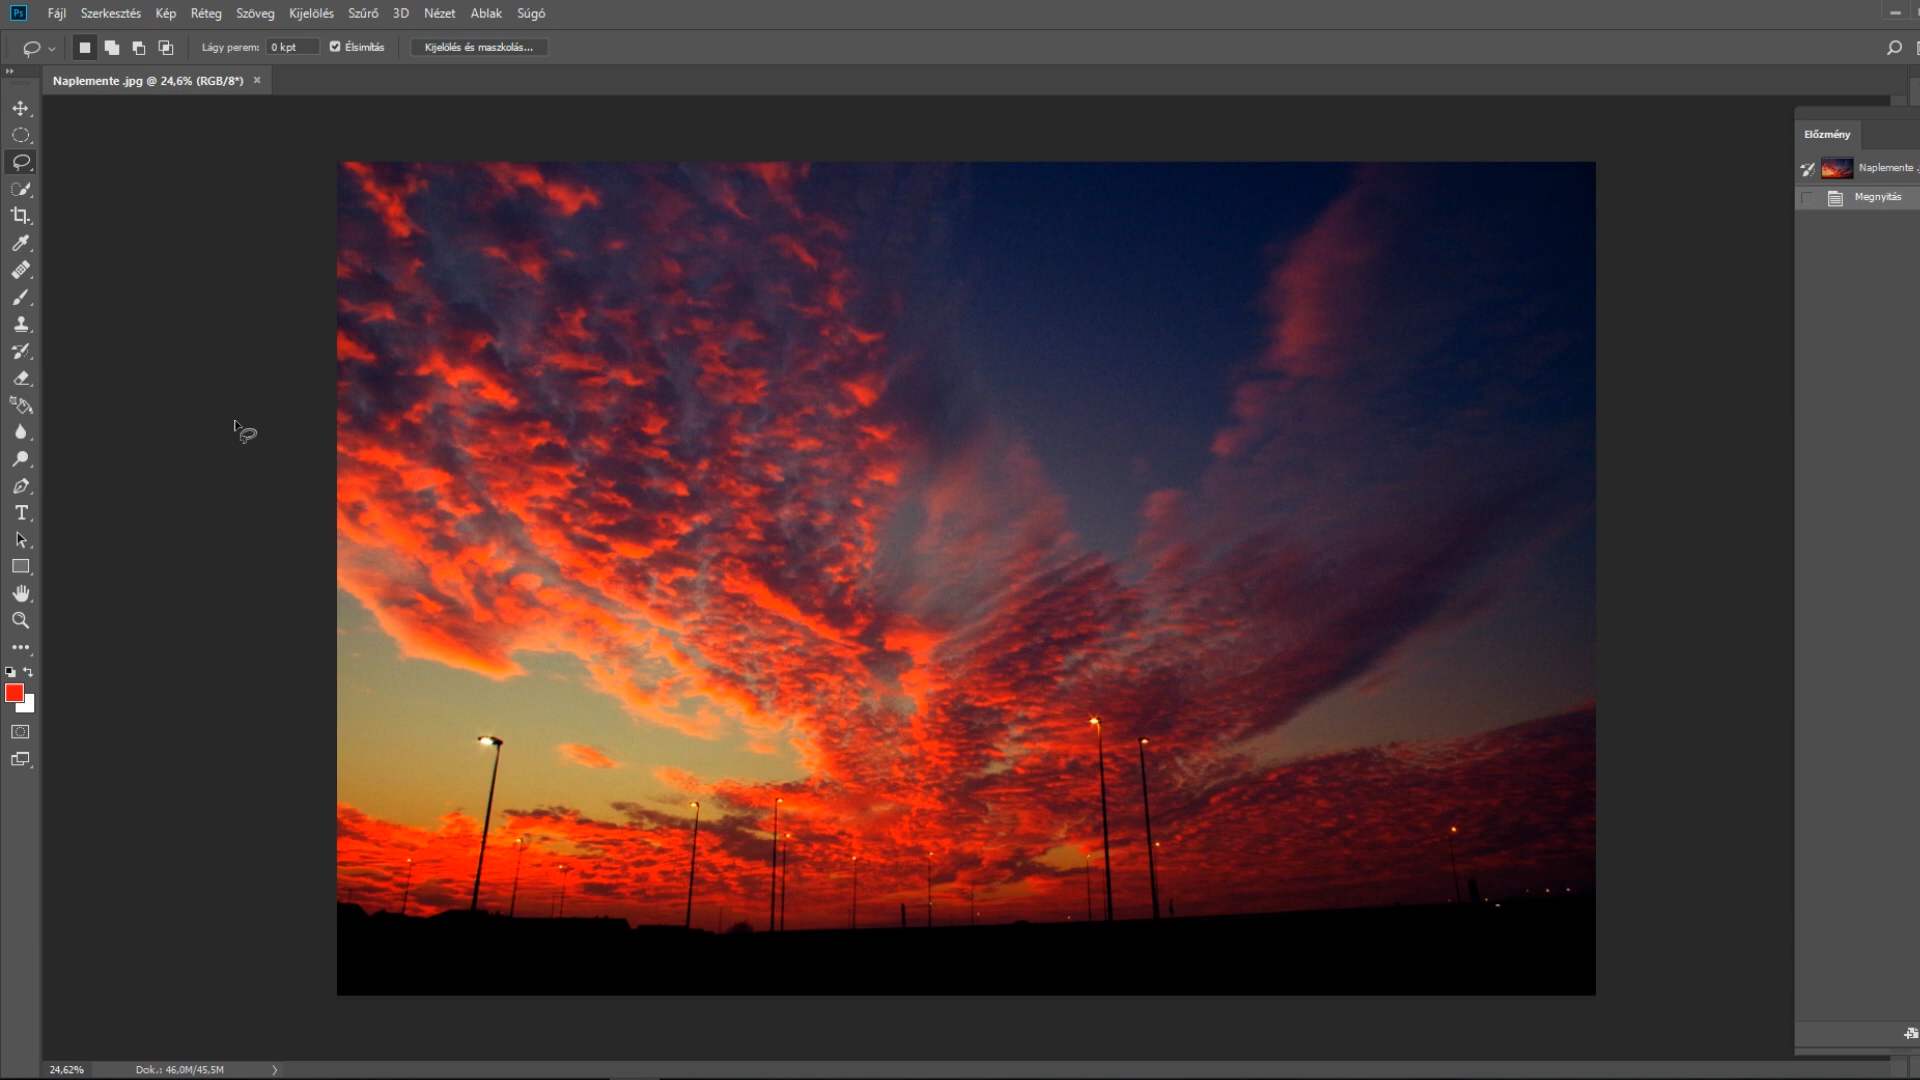 Ps Fájl Szerkesztés Kép Réteg Szöveg Kijelölés Szűrő 3D Nézet Ablak Súgó
Lágy perem: 0 kpt Élsimítás Kijelölés és maszkolás...
Naplemente .jpg @ 24,6% (RGB/8*) ×
Előzmény
Naplemente .
Megnyitás
T
24,62% Dok.: 46,0M/45,5M